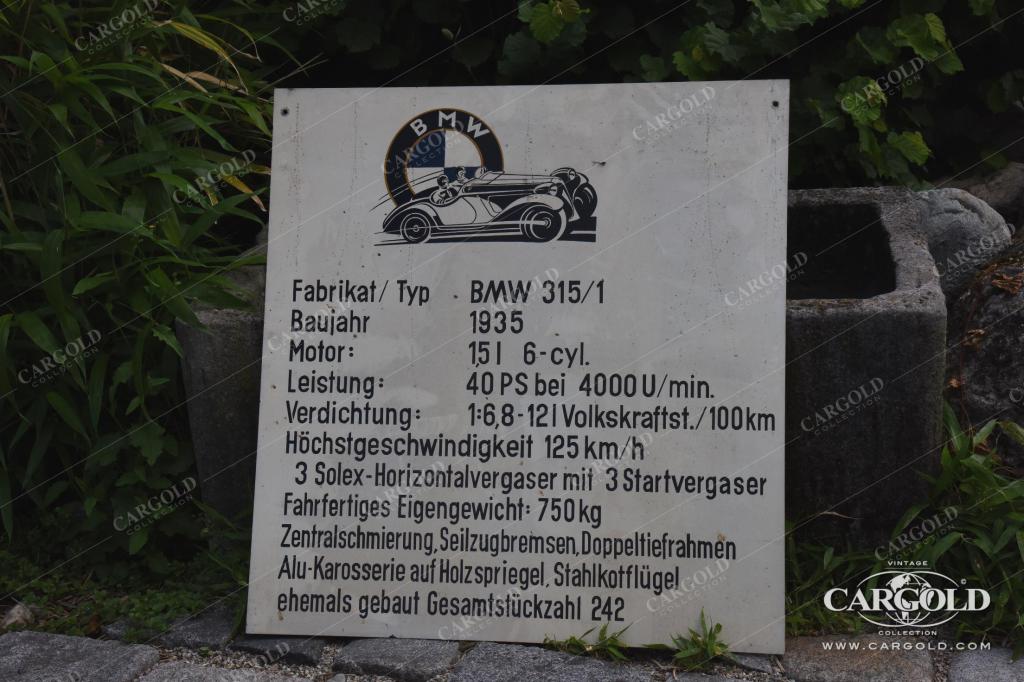 BMW
Fabrikat/ Typ BMW 315/1
Baujahr 1935
Motor: 1,5 l 6-cyl.
Leistung: 40 PS bei 4000 U/min.
Verdichtung: 1:6,8-12 l Volkskraftst./100km
Höchstgeschwindigkeit 125 km/h
3 Solex-Horizontalvergaser mit 3 Startvergaser
Fahrfertiges Eigengewicht: 750 kg
Zentralschmierung, Seilzugbremsen, Doppeltiefrahmen
Alu-Karosserie auf Holzspriegel, Stahlkotflügel
ehemals gebaut Gesamtstückzahl 242
VINTAGE
CARGOLD ©
COLLECTION
WWW.CARGOLD.COM